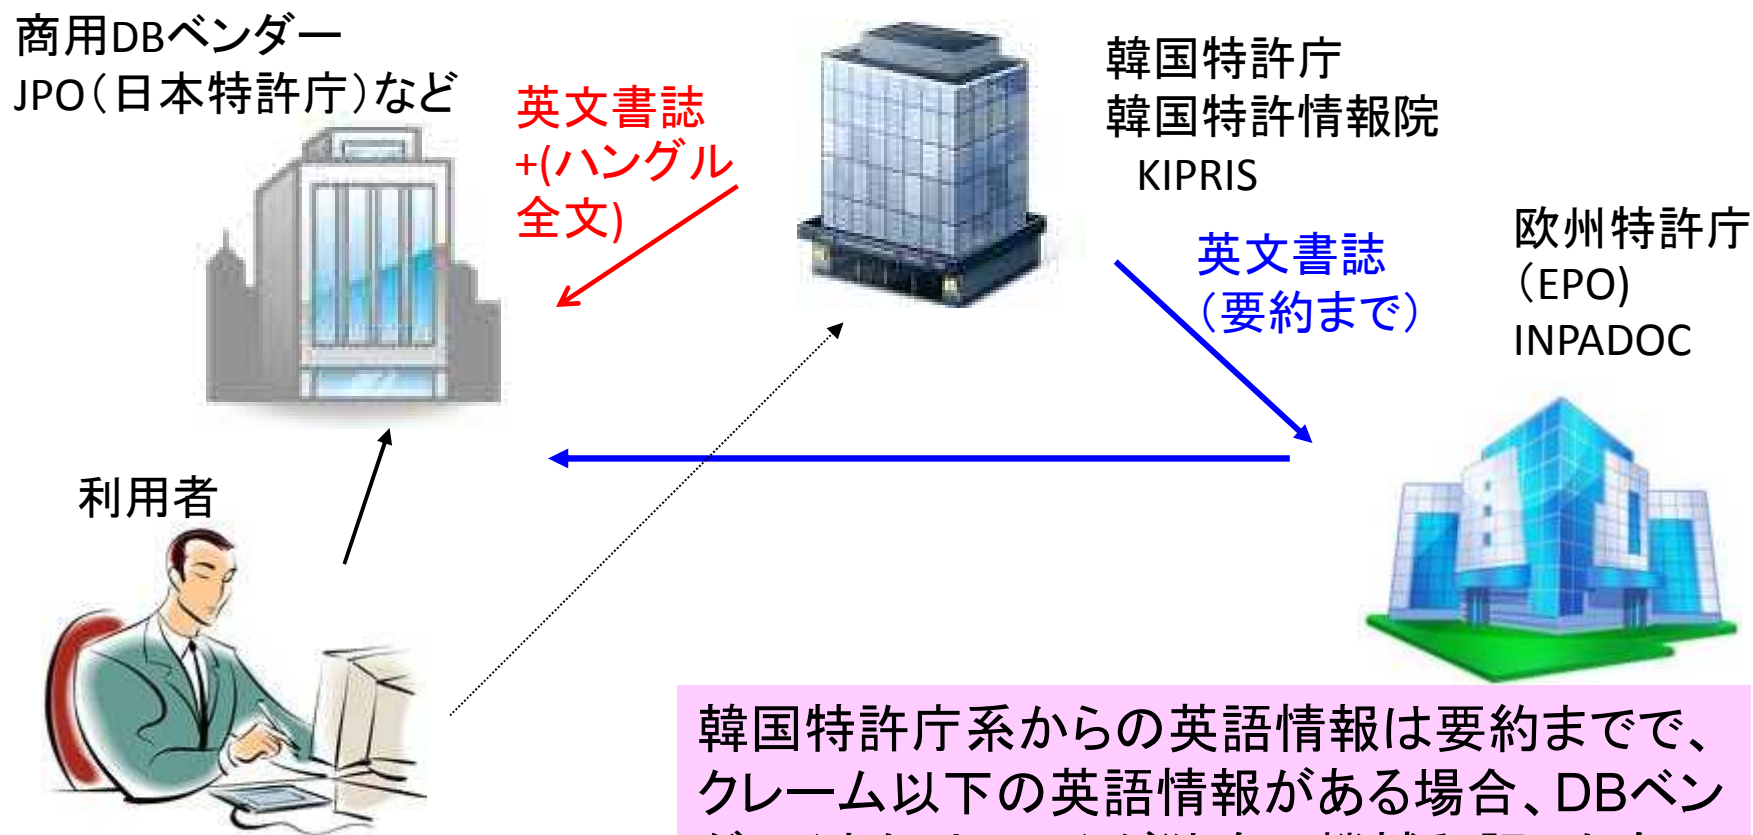 商用DBベンダー
JPO(日本特許庁)など
英文書誌
+(ハングル
全文)
韓国特許庁
韓国特許情報院
KIPRIS
英文書誌
(要約まで)
欧州特許庁
(EPO)
INPADOC
利用者
韓国特許庁系からの英語情報は要約までで、
クレーム以下の英語情報がある場合、DBベン